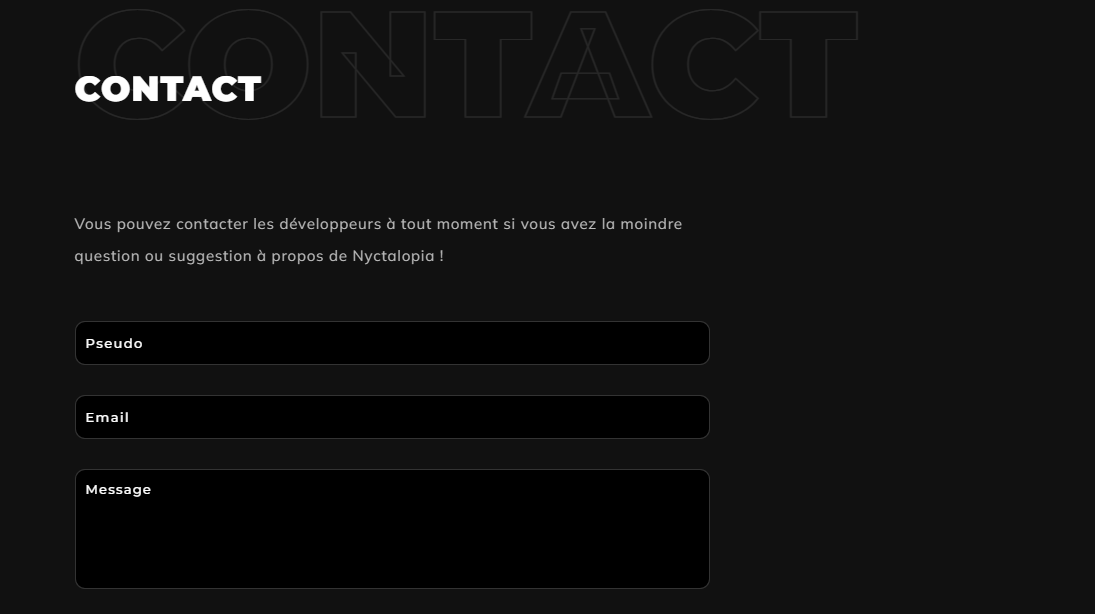 CONTACT
CONTACT
Vous pouvez contacter les développeurs à tout moment si vous avez la moindre
question ou suggestion à propos de Nyctalopia !
Pseudo
Email
Message